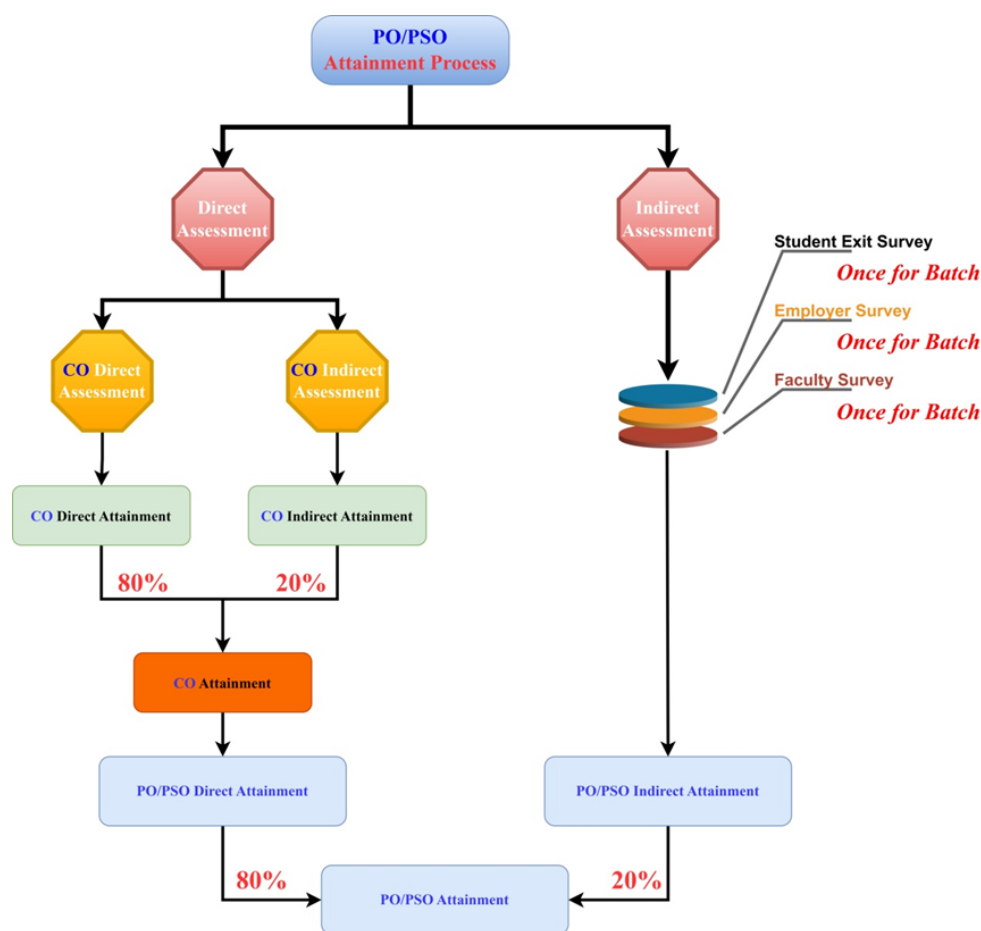 PO/PSO
Attainment Process
Direct
Assessment
Indirect
Assessment
Student Exit Survey
Once for Batch
Employer Survey
Once for Batch
Faculty Survey
Once for Batch
CO Direct
Assessment
CO Indirect
Assessment
CO Direct Attainment
CO Indirect Attainment
80%
20%
CO Attainment
PO/PSO Direct Attainment
PO/PSO Indirect Attainment
80%
20%
PO/PSO Attainment